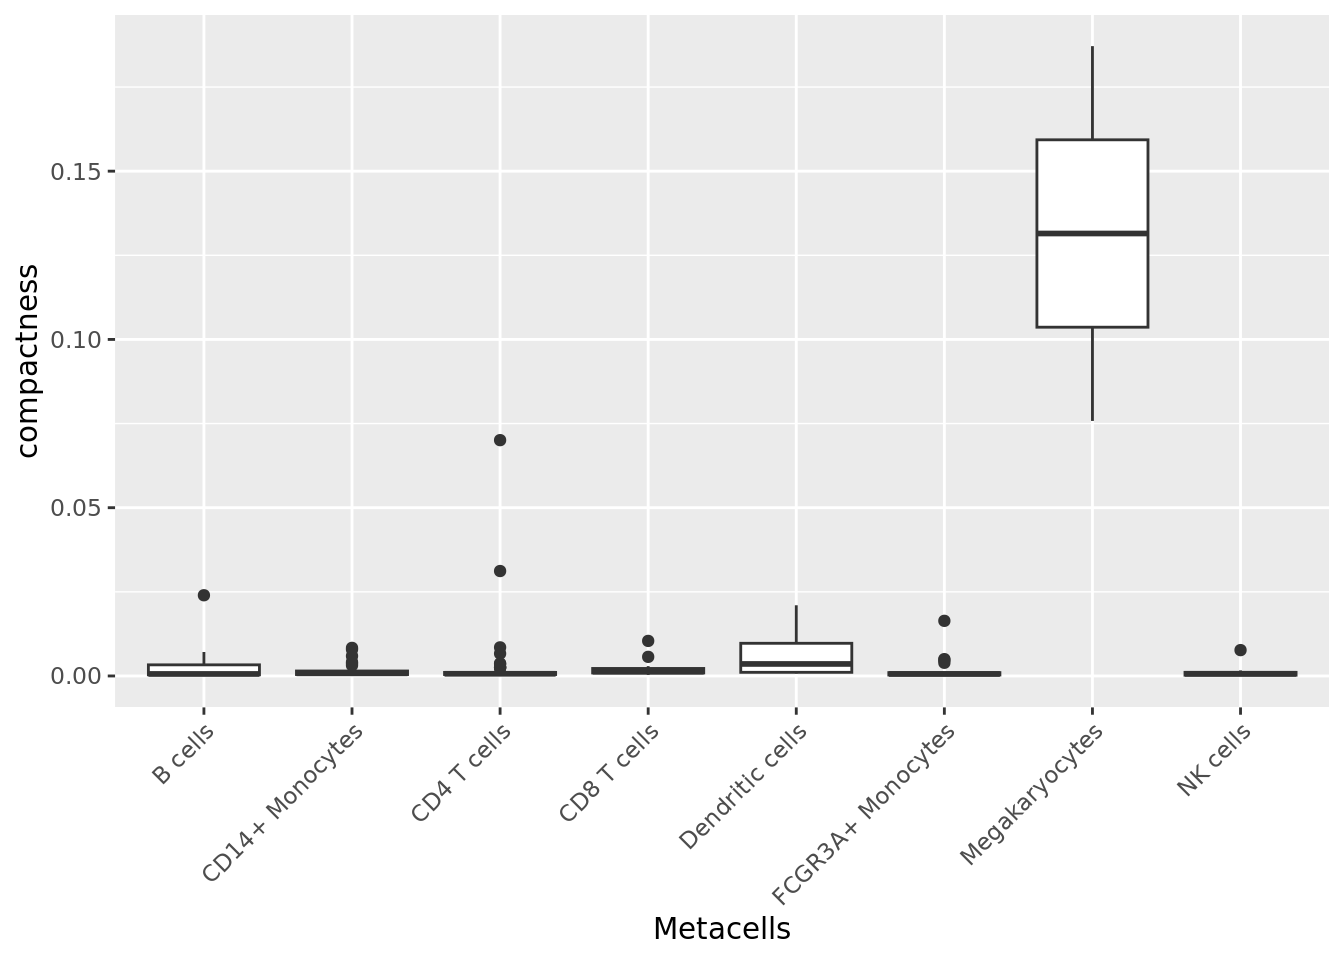 compactness
0.15
0.10
0.05
0.00
B cells
CD14+ Monocytes
CD4 T cells
CD8 T cells
Dendritic cells
FCGR3A+ Monocytes
Megakaryocytes
NK cells
Metacells